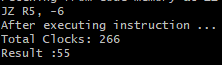 JZ R5, -6
After executing instruction ...
Total Clocks: 266
Result :55